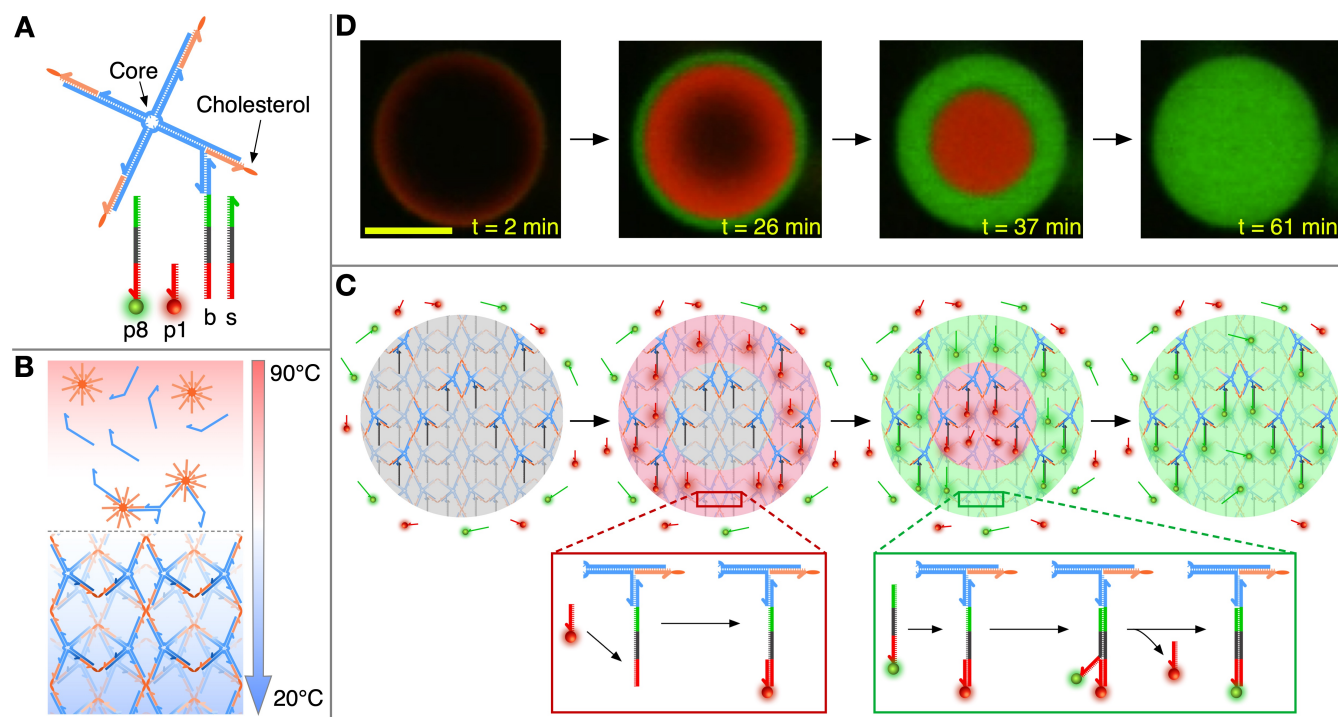 A
Core
Cholesterol
p8
p1
b
s
B
90°C
20°C
D
t = 2 min
t = 26 min
t = 37 min
t = 61 min
C